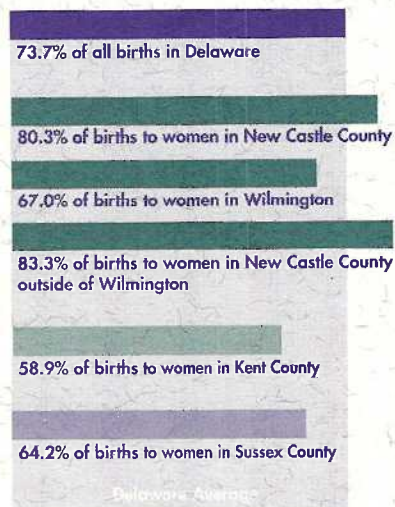 73.7% of all births in Delaware
80.3% of births to women in New Castle County
67.0% of births to women in Wilmington
83.3% of births to women in New Castle County
outside of Wilmington
58.9% of births to women in Kent County
64.2% of births to women in Sussex County
Delaware Average